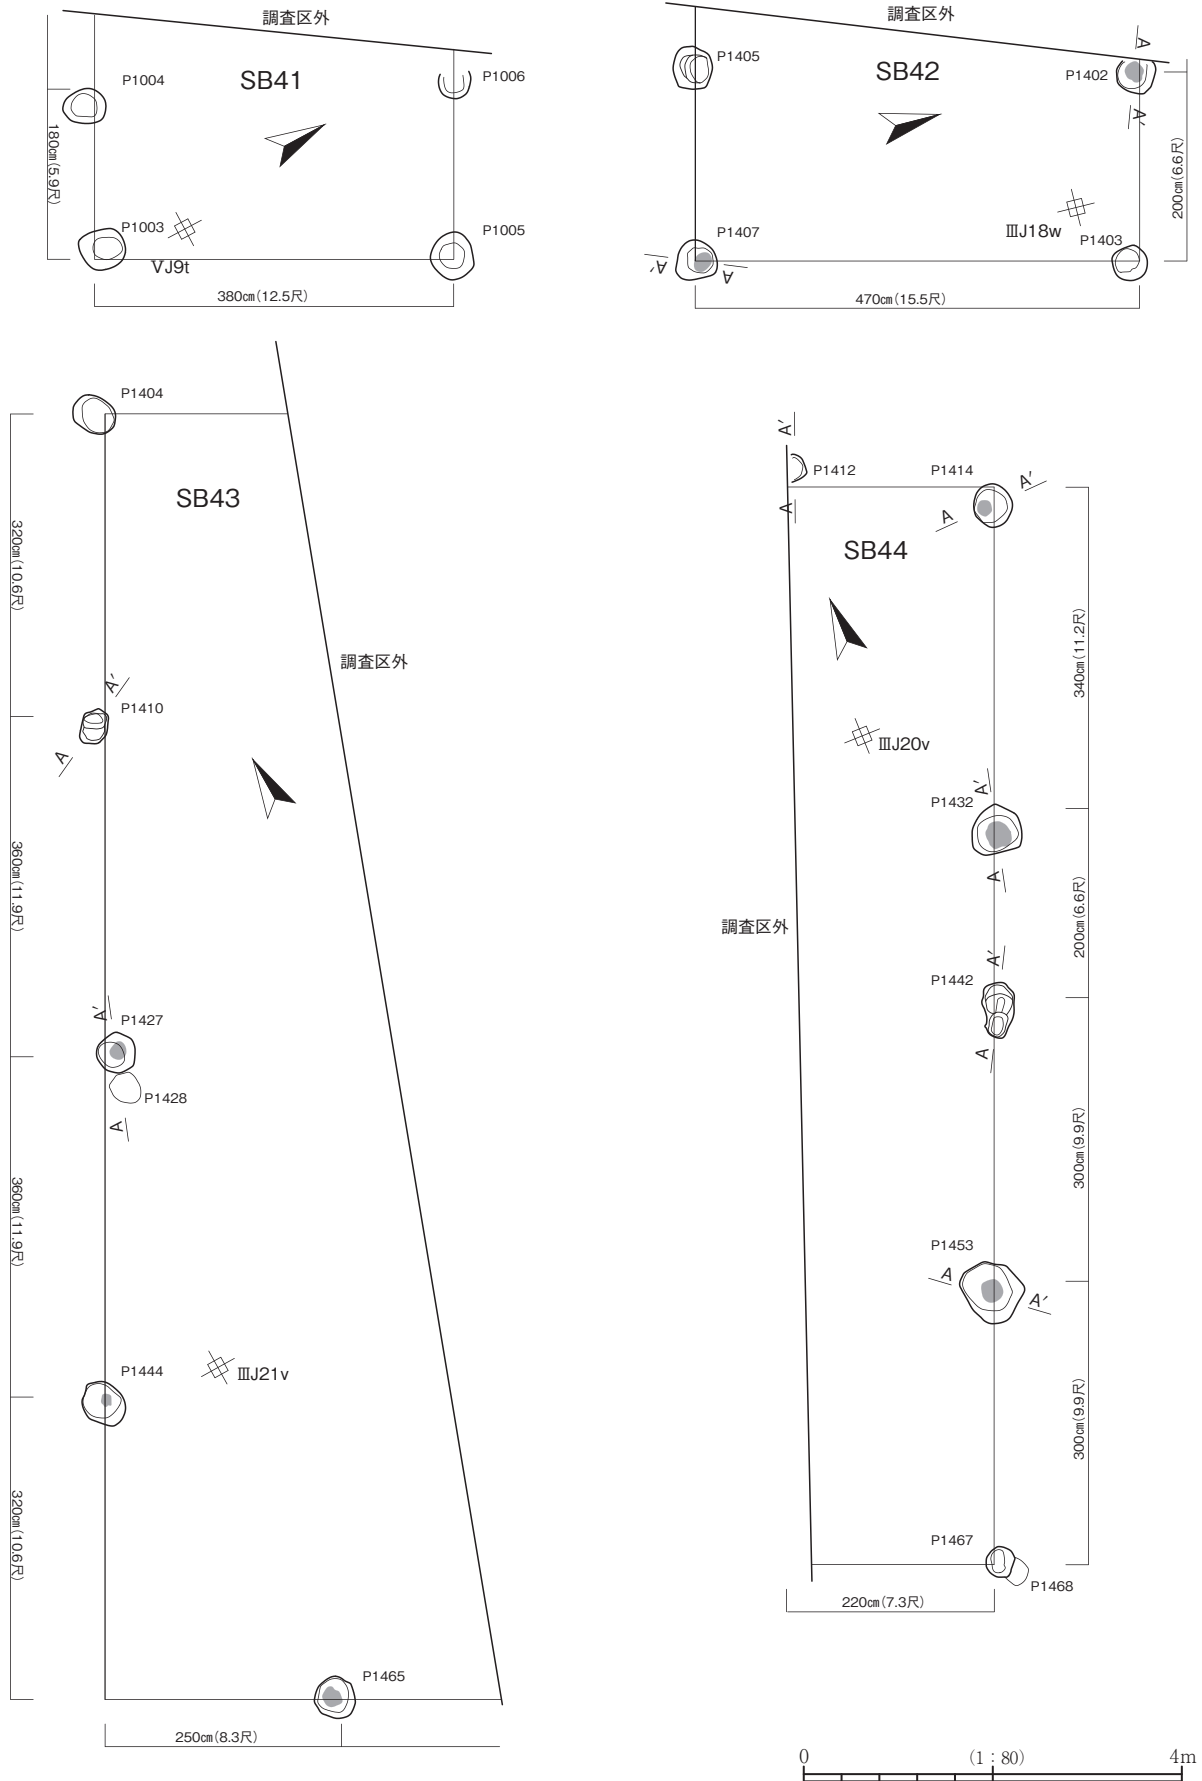 調査区外
SB41
P1004
P1006
180㎝(5.9尺)
P1003
P1005
ⅤJ9t
380㎝(12.5尺)
調査区外
SB42
P1405
P1402
A
A′
200㎝(6.6尺)
ⅢJ18w
P1407
P1403
A′
A
470㎝(15.5尺)
P1404
SB43
320㎝(10.6尺)
調査区外
A′
P1410
A
360㎝(11.9尺)
A′
P1427
P1428
A
360㎝(11.9尺)
P1444
ⅢJ21v
320㎝(10.6尺)
P1465
250㎝(8.3尺)
A′
P1412
P1414
A′
A
A
SB44
340㎝(11.2尺)
ⅢJ20v
A′
P1432
A
200㎝(6.6尺)
調査区外
A′
P1442
A
300㎝(9.9尺)
P1453
A
A′
300㎝(9.9尺)
P1467
P1468
220㎝(7.3尺)
0 (1：80) 4m